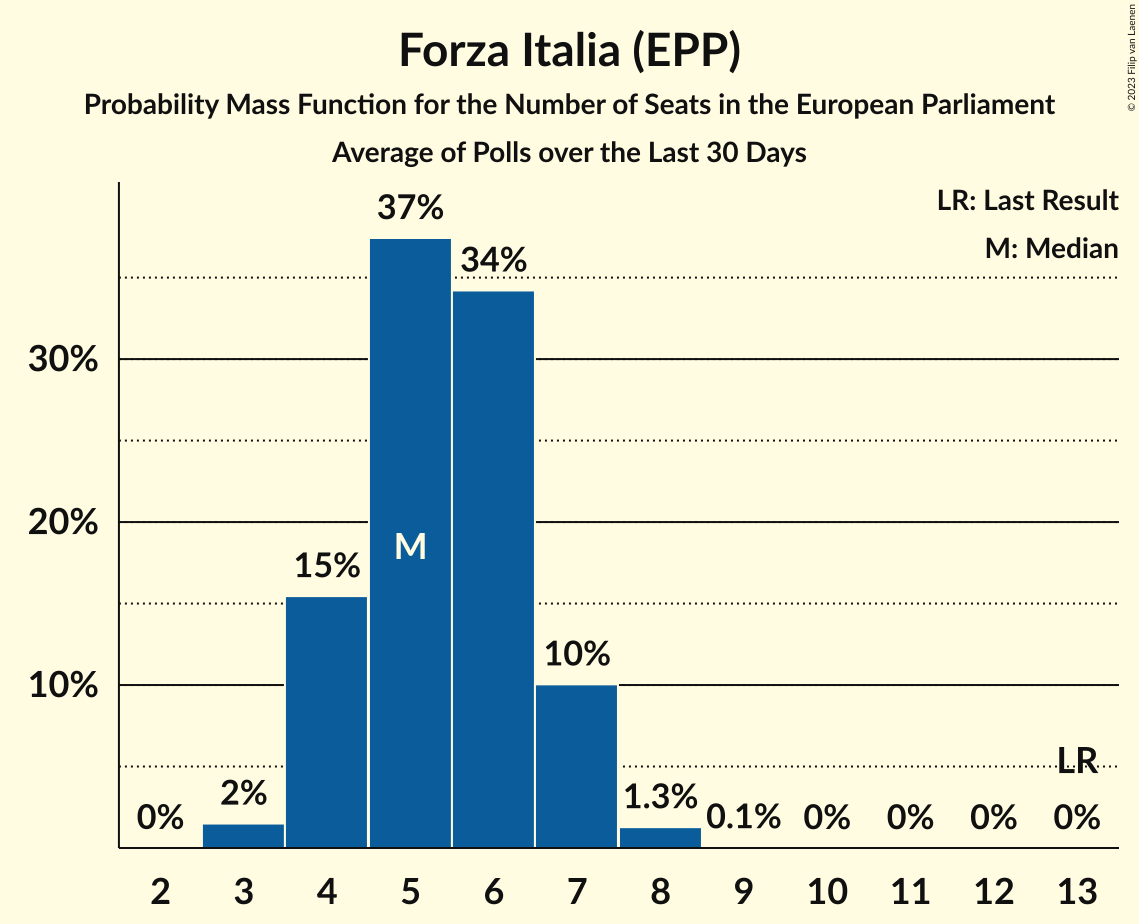 Forza Italia (EPP)
Probability Mass Function for the Number of Seats in the European Parliament
Average of Polls over the Last 30 Days
© 2023 Filip van Laenen
LR: Last Result
M: Median
37%
34%
30%
20%
M
15%
10%
10%
LR
2%
1.3%
0%
0.1%
0%
0%
0%
0%
2 3 4 5 6 7 8 9 10 11 12 13